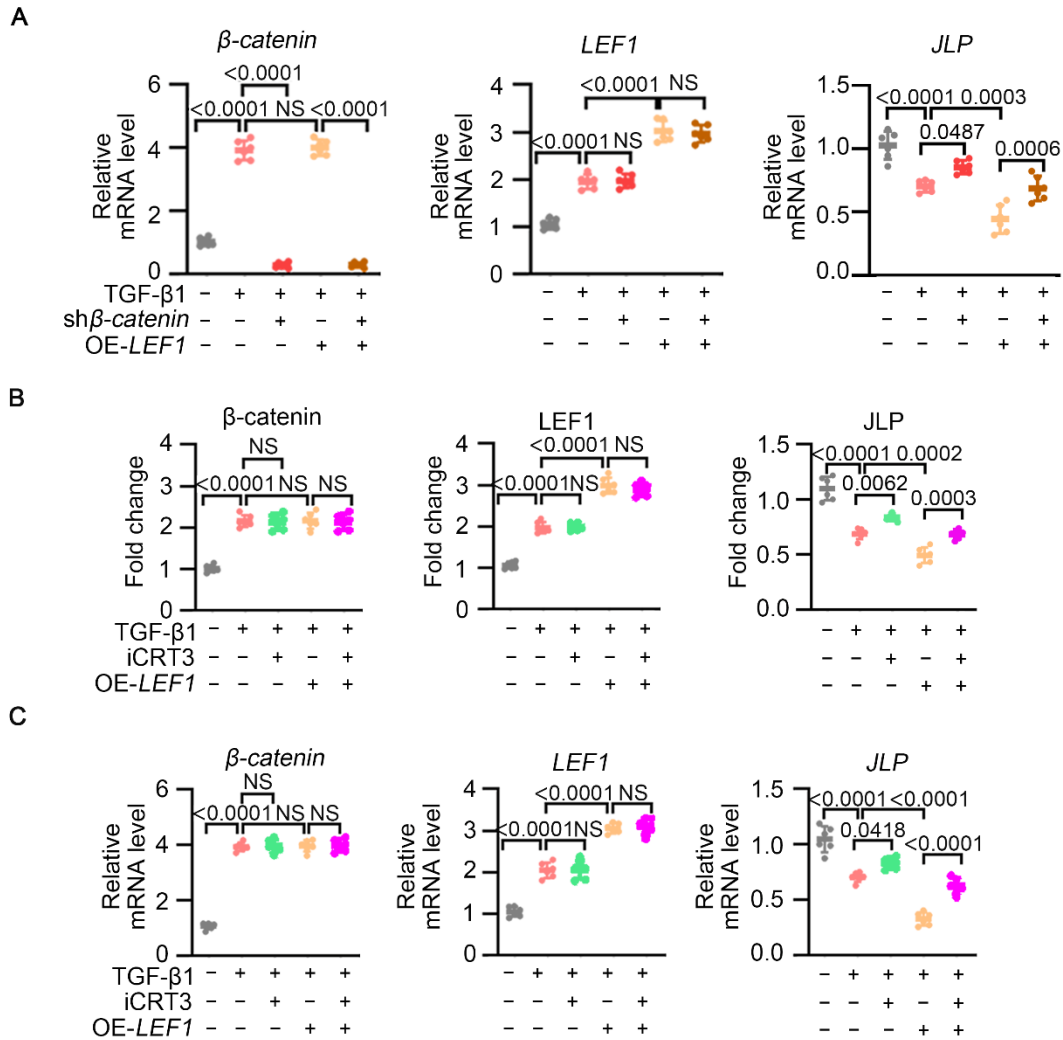 A
β-catenin
LEF1
JLP
Relative mRNA level
6
4
2
0
<0.0001
<0.0001 NS <0.0001
Relative mRNA level
4
3
2
1
0
<0.0001 NS
<0.0001 NS
Relative mRNA level
1.5
1.0
0.5
0.0
<0.0001 0.0003
0.0487
0.0006
TGF-β1 – + + + + – + + + + – + + + +
shβ-catenin – – + – + – – + – + – – + – +
OE-LEF1 – – – + + – – – + + – – – + +
B
β-catenin
LEF1
JLP
Fold change
4
3
2
1
0
NS
<0.0001 NS NS
Fold change
4
3
2
1
0
<0.0001 NS
<0.0001 NS
Fold change
1.5
1.0
0.5
0.0
<0.0001 0.0002
0.0062
0.0003
TGF-β1 – + + + + – + + + + – + + + +
iCRT3 – – + – + – – + – + – – + – +
OE-LEF1 – – – + + – – – + + – – – + +
C
β-catenin
LEF1
JLP
Relative mRNA level
6
4
2
0
NS
<0.0001 NS NS
Relative mRNA level
4
3
2
1
0
<0.0001 NS
<0.0001 NS
Relative mRNA level
1.5
1.0
0.5
0.0
<0.0001 <0.0001
0.0418
<0.0001
TGF-β1 – + + + + – + + + + – + + + +
iCRT3 – – + – + – – + – + – – + – +
OE-LEF1 – – – + + – – – + + – – – + +